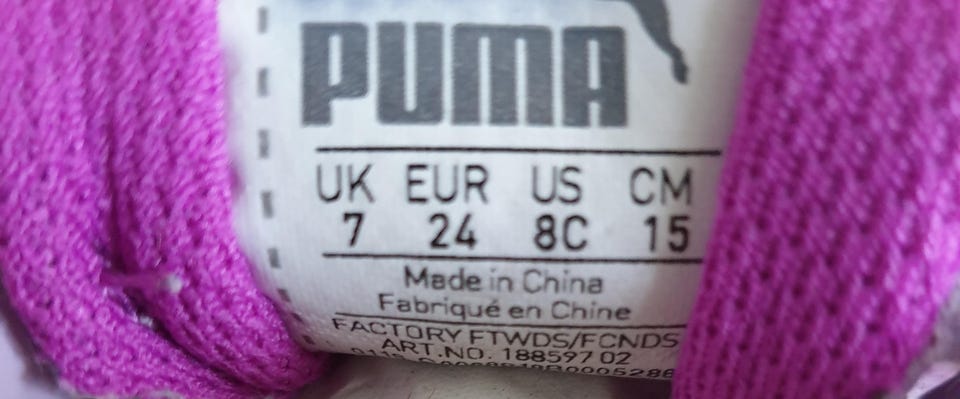 PUMA
UK EUR US CM
7 24 8C 15
Made in China
Fabriqué en Chine
FACTORY FTWDS/FCNDS
ART.NO. 188597 02